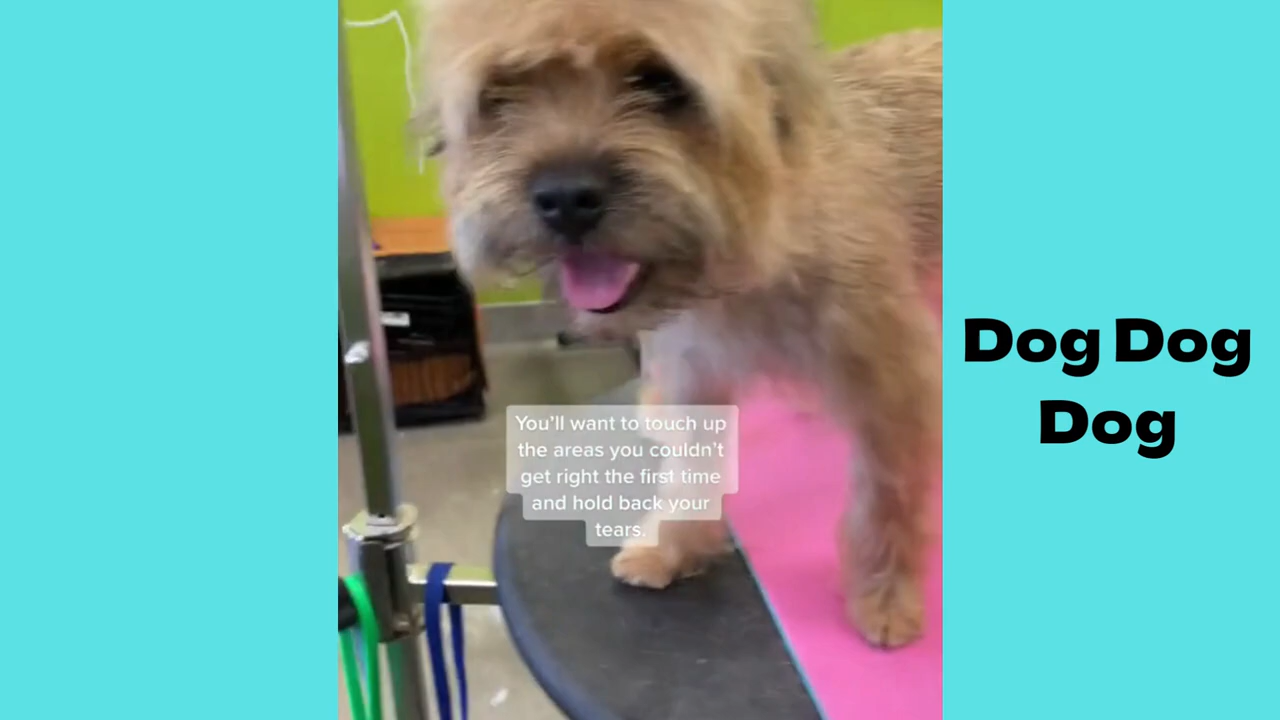 You'll want to touch up
the areas you couldn't
get right the first time
and hold back your
tears.
Dog Dog
Dog